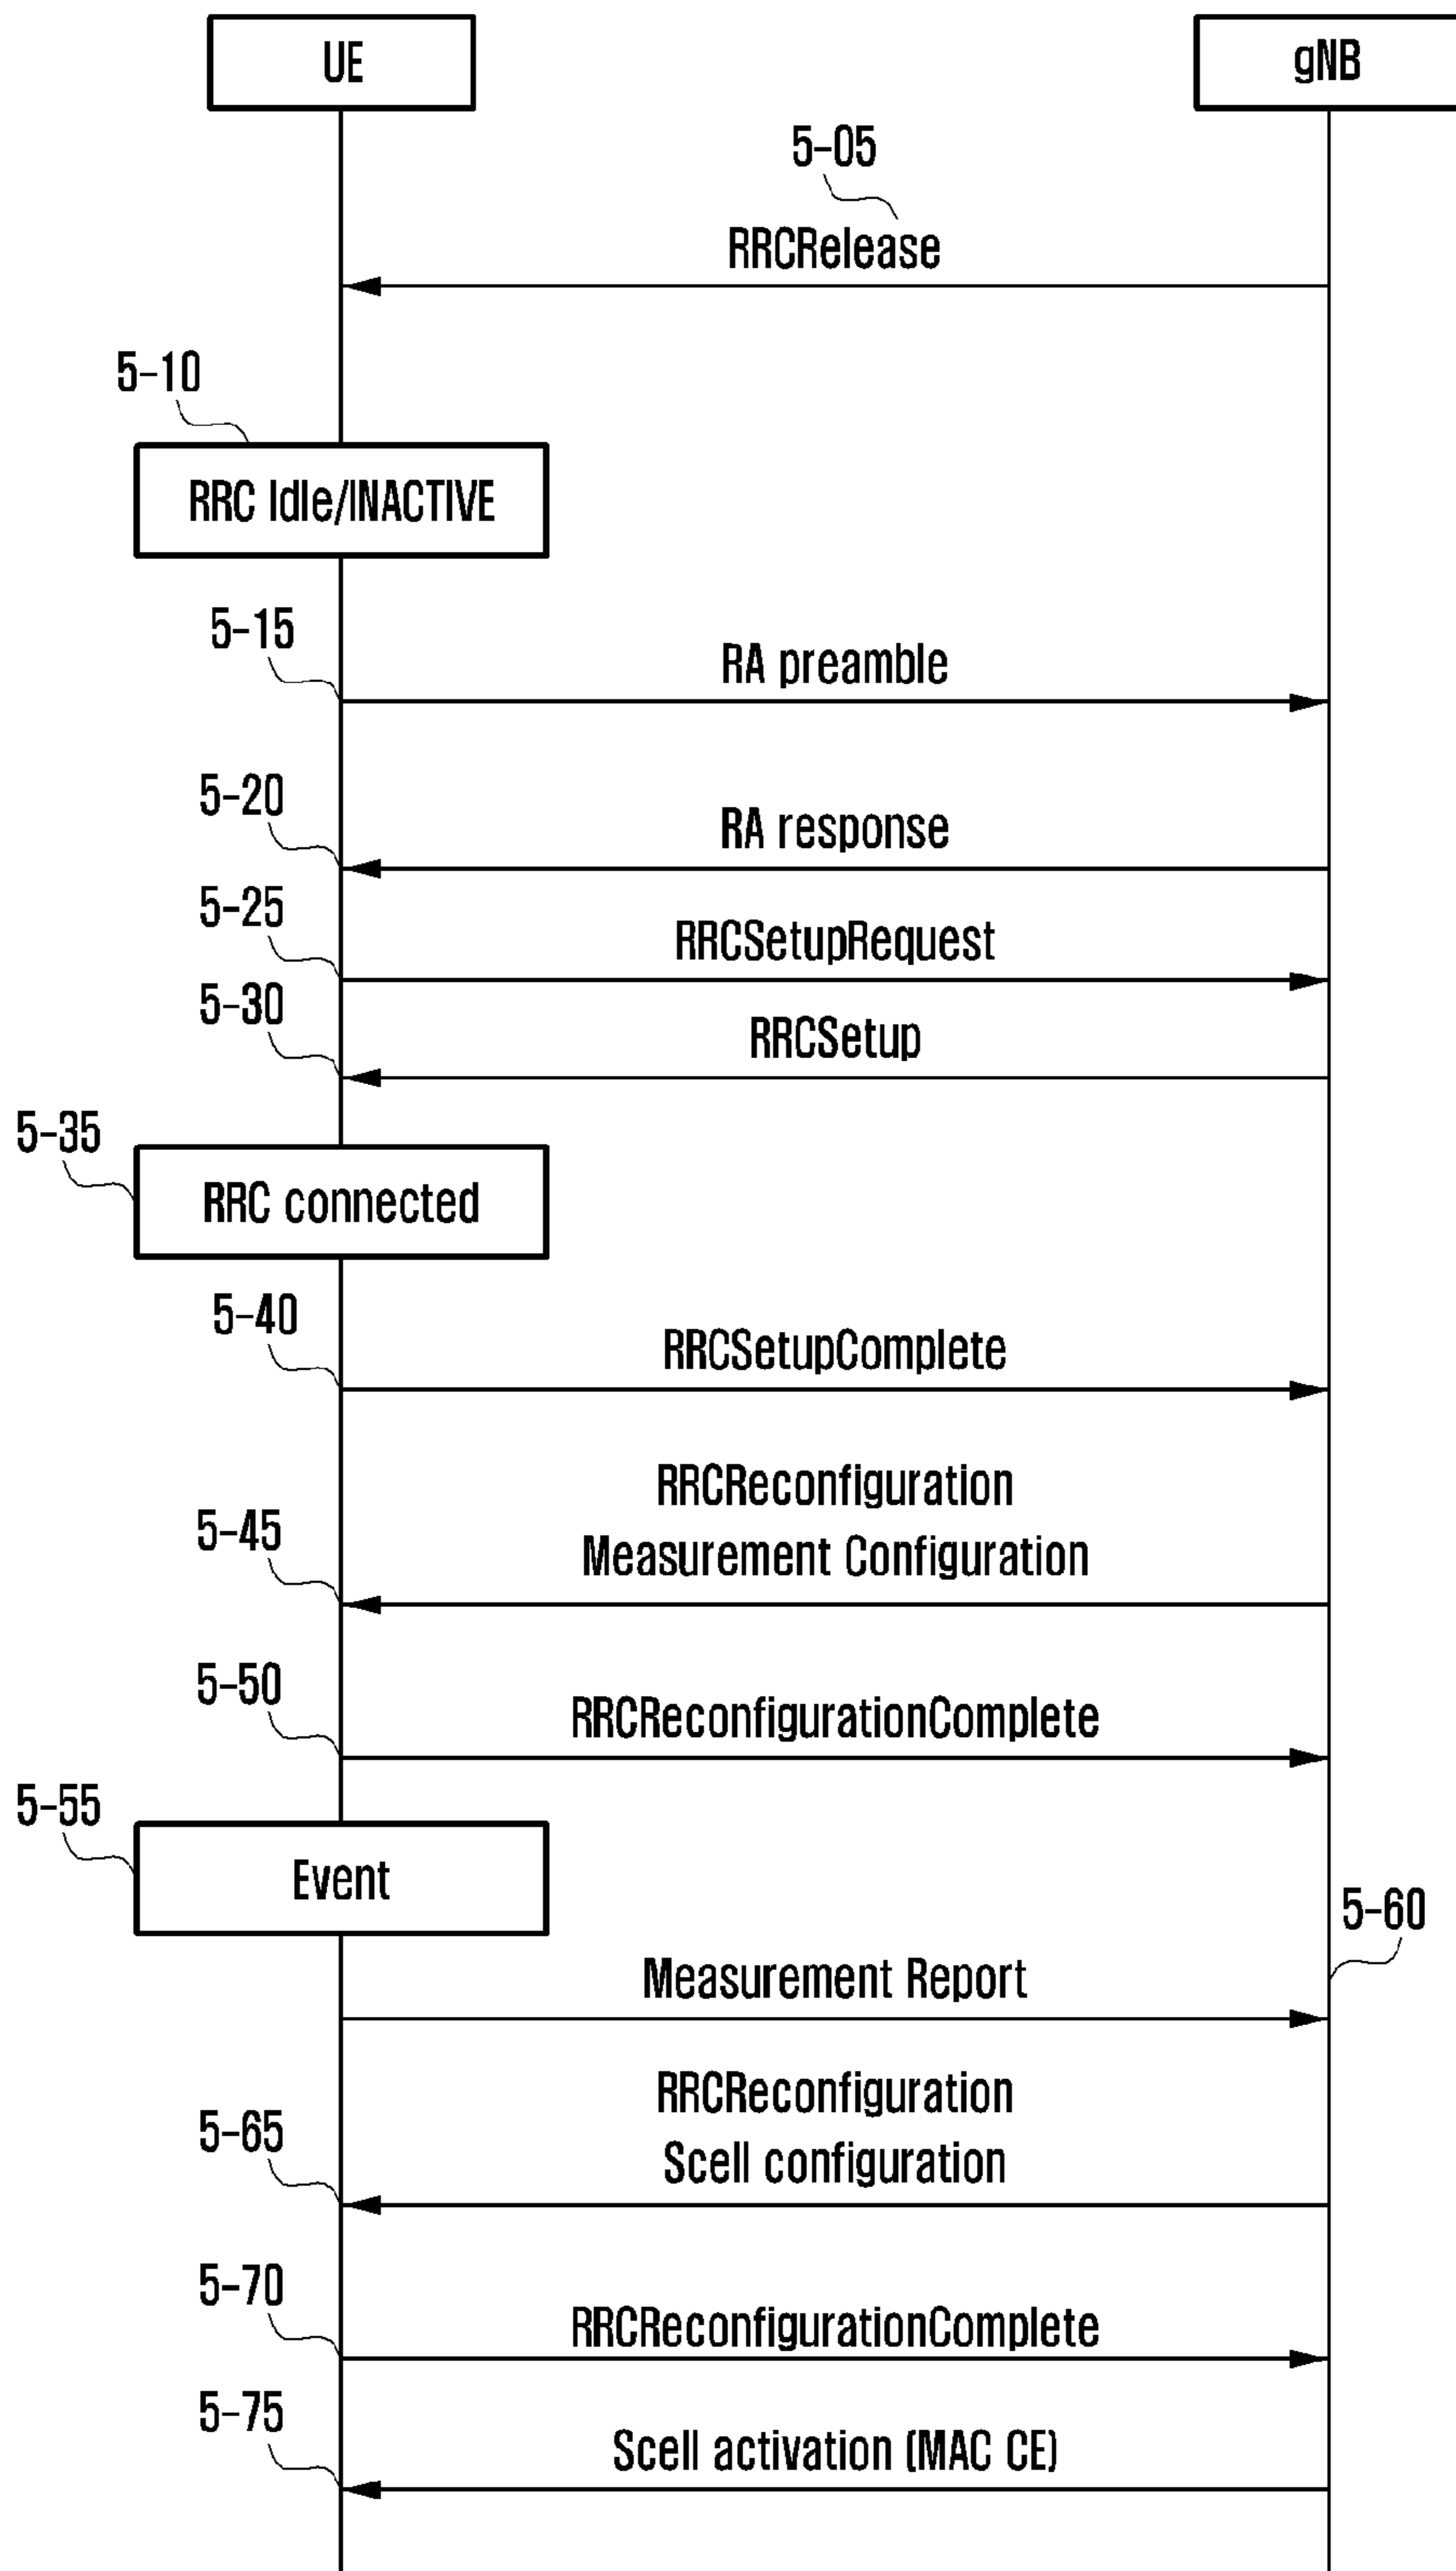 UE
gNB
5-05
RRCRelease
5-10
RRC Idle/INACTIVE
5-15
RA preamble
5-20
RA response
5-25
RRCSetupRequest
5-30
RRCSetup
5-35
RRC connected
5-40
RRCSetupComplete
RRCReconfiguration
5-45
Measurement Configuration
5-50
RRCReconfigurationComplete
5-55
Event
5-60
Measurement Report
RRCReconfiguration
5-65
Scell configuration
5-70
RRCReconfigurationComplete
5-75
Scell activation (MAC CE)